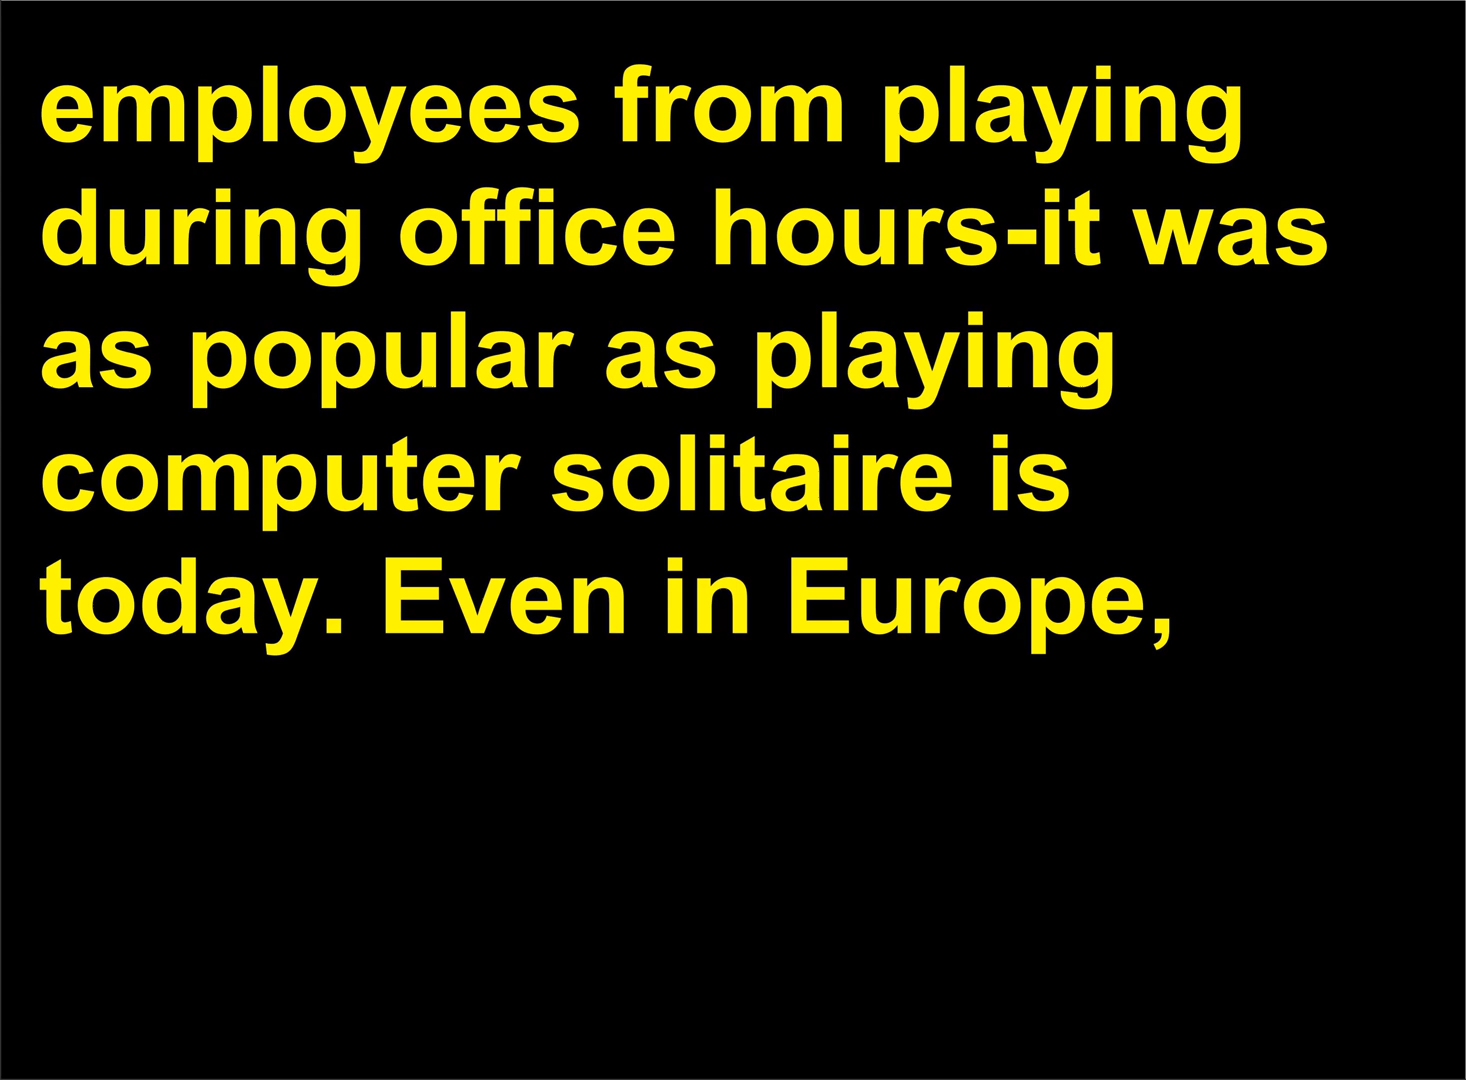 employees from playing
during office hours-it was
as popular as playing
computer solitaire is
today. Even in Europe,